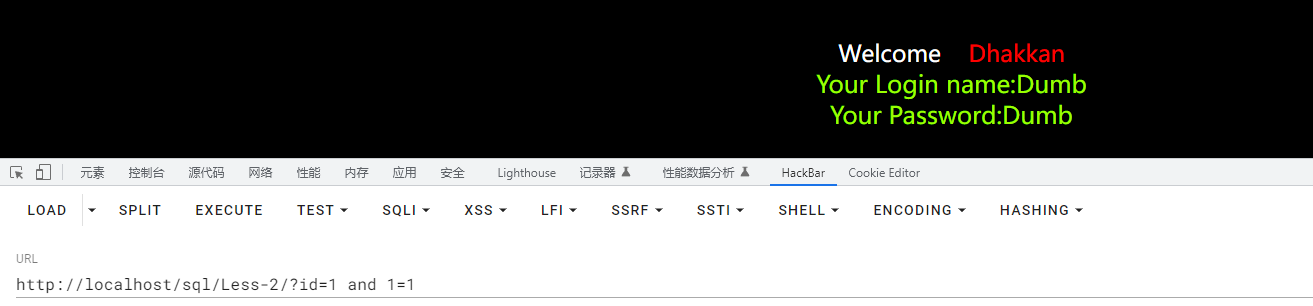 Welcome Dhakkan
Your Login name:Dumb
Your Password:Dumb
元素 控制台 源代码 网络 性能 内存 应用 安全 Lighthouse 记录器 性能数据分析 HackBar Cookie Editor
LOAD SPLIT EXECUTE TEST SQLI XSS LFI SSRF SSTI SHELL ENCODING HASHING
URL
http://localhost/sql/Less-2/?id=1 and 1=1